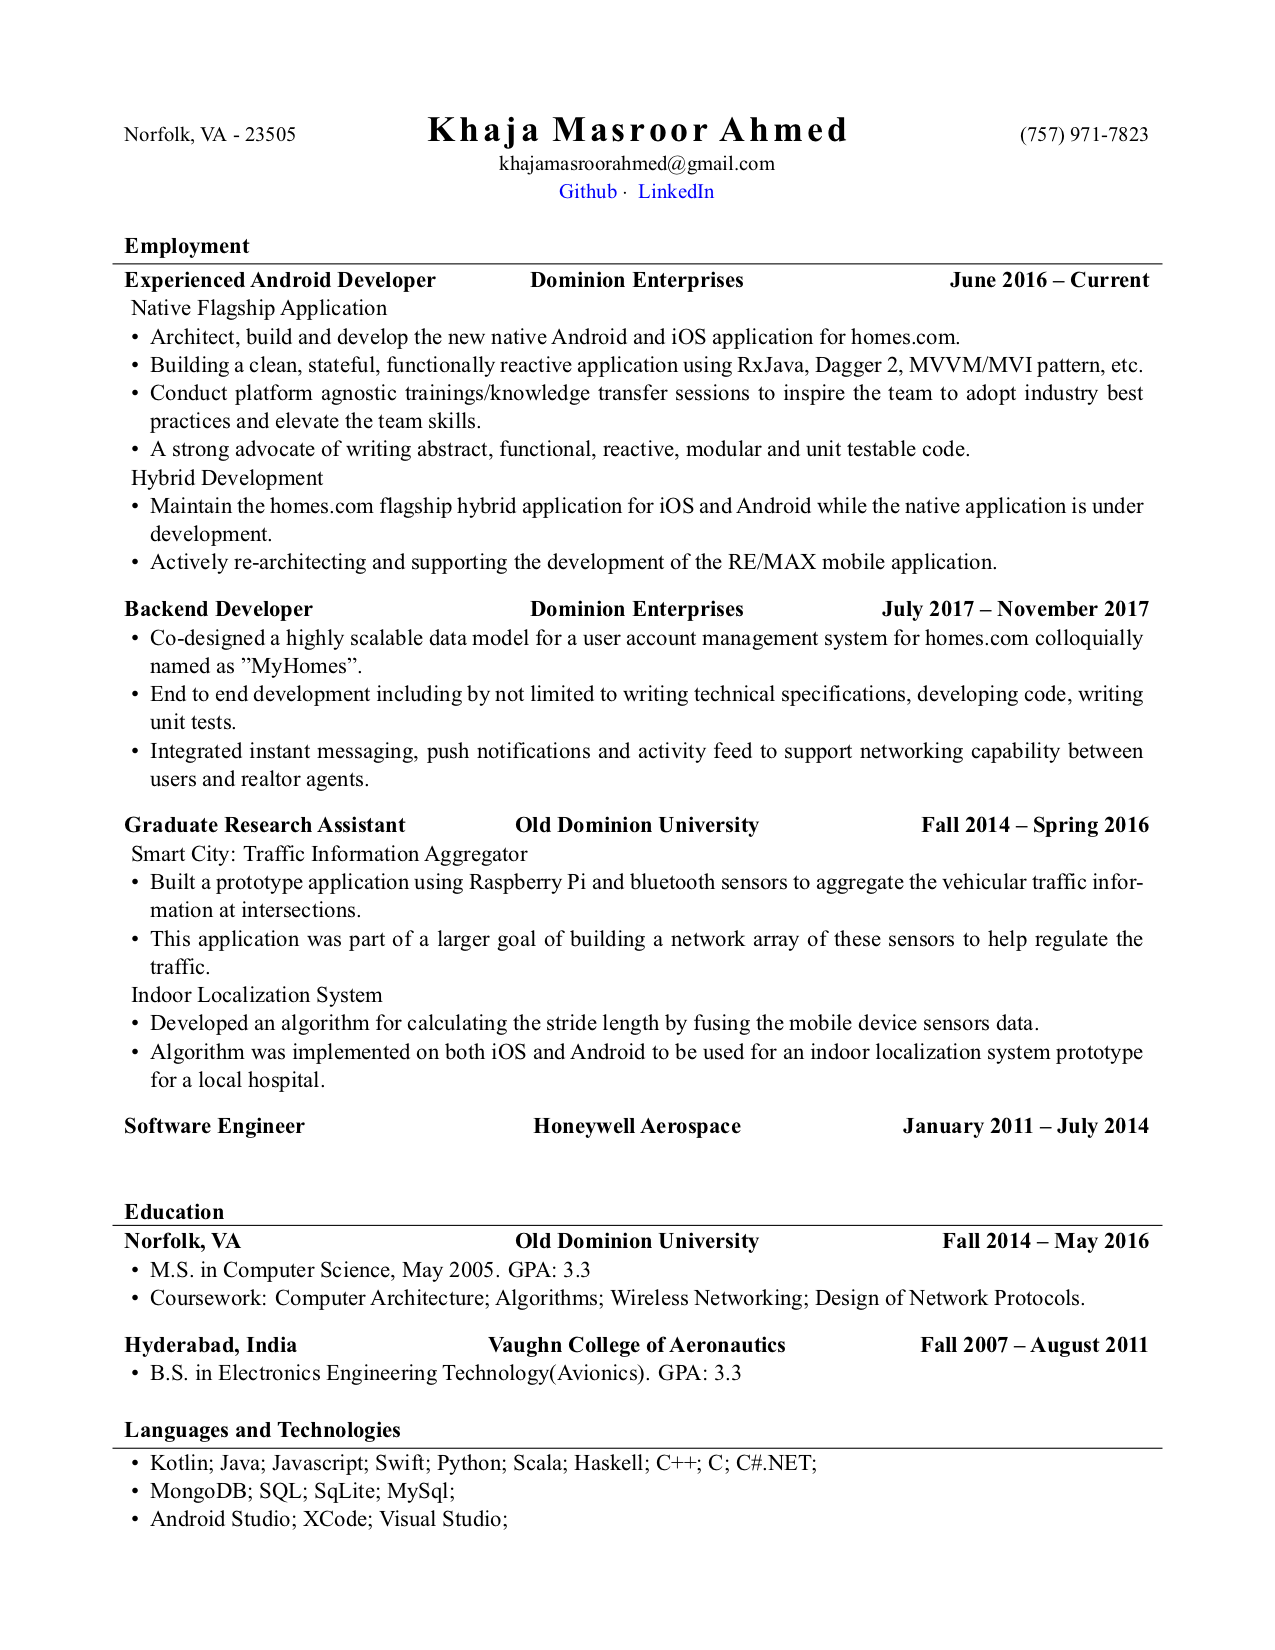 Norfolk, VA - 23505 Khaja Masroor Ahmed (757) 971-7823
khajamasroorahmed@gmail.com
Github · LinkedIn
Employment
Experienced Android Developer Dominion Enterprises June 2016 – Current
Native Flagship Application
• Architect, build and develop the new native Android and iOS application for homes.com.
• Building a clean, stateful, functionally reactive application using RxJava, Dagger 2, MVVM/MVI pattern, etc.
• Conduct platform agnostic trainings/knowledge transfer sessions to inspire the team to adopt industry best
practices and elevate the team skills.
• A strong advocate of writing abstract, functional, reactive, modular and unit testable code.
Hybrid Development
• Maintain the homes.com flagship hybrid application for iOS and Android while the native application is under
development.
• Actively re-architecting and supporting the development of the RE/MAX mobile application.
Backend Developer Dominion Enterprises July 2017 – November 2017
• Co-designed a highly scalable data model for a user account management system for homes.com colloquially
named as ”MyHomes”.
• End to end development including by not limited to writing technical specifications, developing code, writing
unit tests.
• Integrated instant messaging, push notifications and activity feed to support networking capability between
users and realtor agents.
Graduate Research Assistant Old Dominion University Fall 2014 – Spring 2016
Smart City: Traffic Information Aggregator
• Built a prototype application using Raspberry Pi and bluetooth sensors to aggregate the vehicular traffic infor-
mation at intersections.
• This application was part of a larger goal of building a network array of these sensors to help regulate the
traffic.
Indoor Localization System
• Developed an algorithm for calculating the stride length by fusing the mobile device sensors data.
• Algorithm was implemented on both iOS and Android to be used for an indoor localization system prototype
for a local hospital.
Software Engineer Honeywell Aerospace January 2011 – July 2014
Education
Norfolk, VA Old Dominion University Fall 2014 – May 2016
• M.S. in Computer Science, May 2005. GPA: 3.3
• Coursework: Computer Architecture; Algorithms; Wireless Networking; Design of Network Protocols.
Hyderabad, India Vaughn College of Aeronautics Fall 2007 – August 2011
• B.S. in Electronics Engineering Technology(Avionics). GPA: 3.3
Languages and Technologies
• Kotlin; Java; Javascript; Swift; Python; Scala; Haskell; C++; C; C#.NET;
• MongoDB; SQL; SqLite; MySql;
• Android Studio; XCode; Visual Studio;